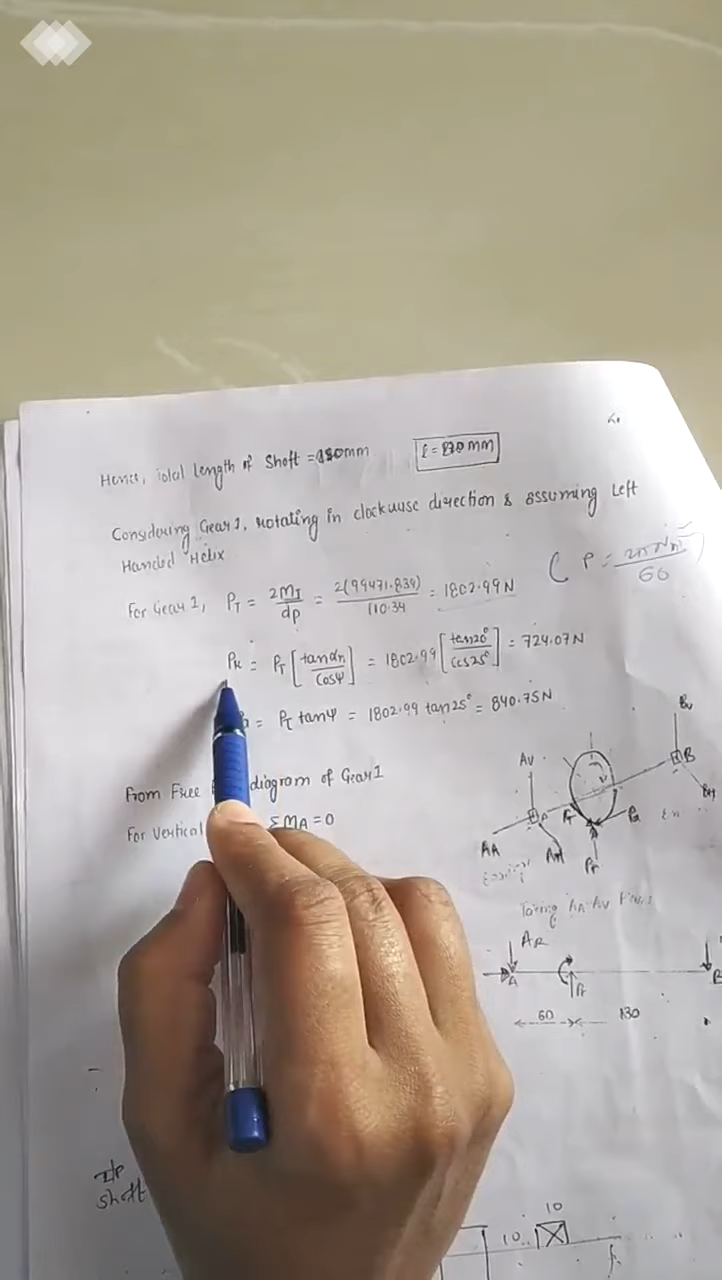 Hence, total length of Shaft = 180mm
Considering Gear 1, rotating in clockwise direction & assuming Left
Handed Helix
( P = 2πNT / 60
For Gear 1, PT = 2MT / dp = 2(99471.839) / 110.34 = 1802.99 N
PR = PT [tanαn / Cosψ] = 1802.99 [tan20° / Cos25°] = 724.07N
= PT tanψ = 1802.99 tan25° = 840.75N
From Free diagram of Gear 1
For Vertical ΣMA = 0
Bv
B
BH
Av
A
PT
Pa
AA
AH
Pr
Taking
AR
A
B
60
130
I/P
Shaft
10
10